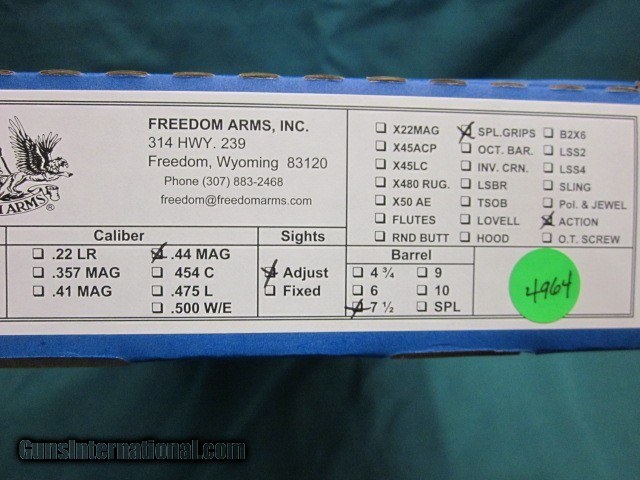 FREEDOM ARMS, INC.
314 HWY. 239
Freedom, Wyoming 83120
Phone (307) 883-2468
freedom@freedomarms.com
ARMS ®
X22MAG SPL.GRIPS B2X6
X45ACP OCT. BAR. LSS2
X45LC INV. CRN. LSS4
X480 RUG. LSBR SLING
X50 AE TSOB Pol. & JEWEL
FLUTES LOVELL ACTION
RND BUTT HOOD O.T. SCREW
Caliber
.22 LR .44 MAG
.357 MAG 454 C
.41 MAG .475 L
.500 W/E
Sights
Adjust
Fixed
Barrel
4 ¾ 9
6 10
7 ½ SPL
4964
GunsInternational.com